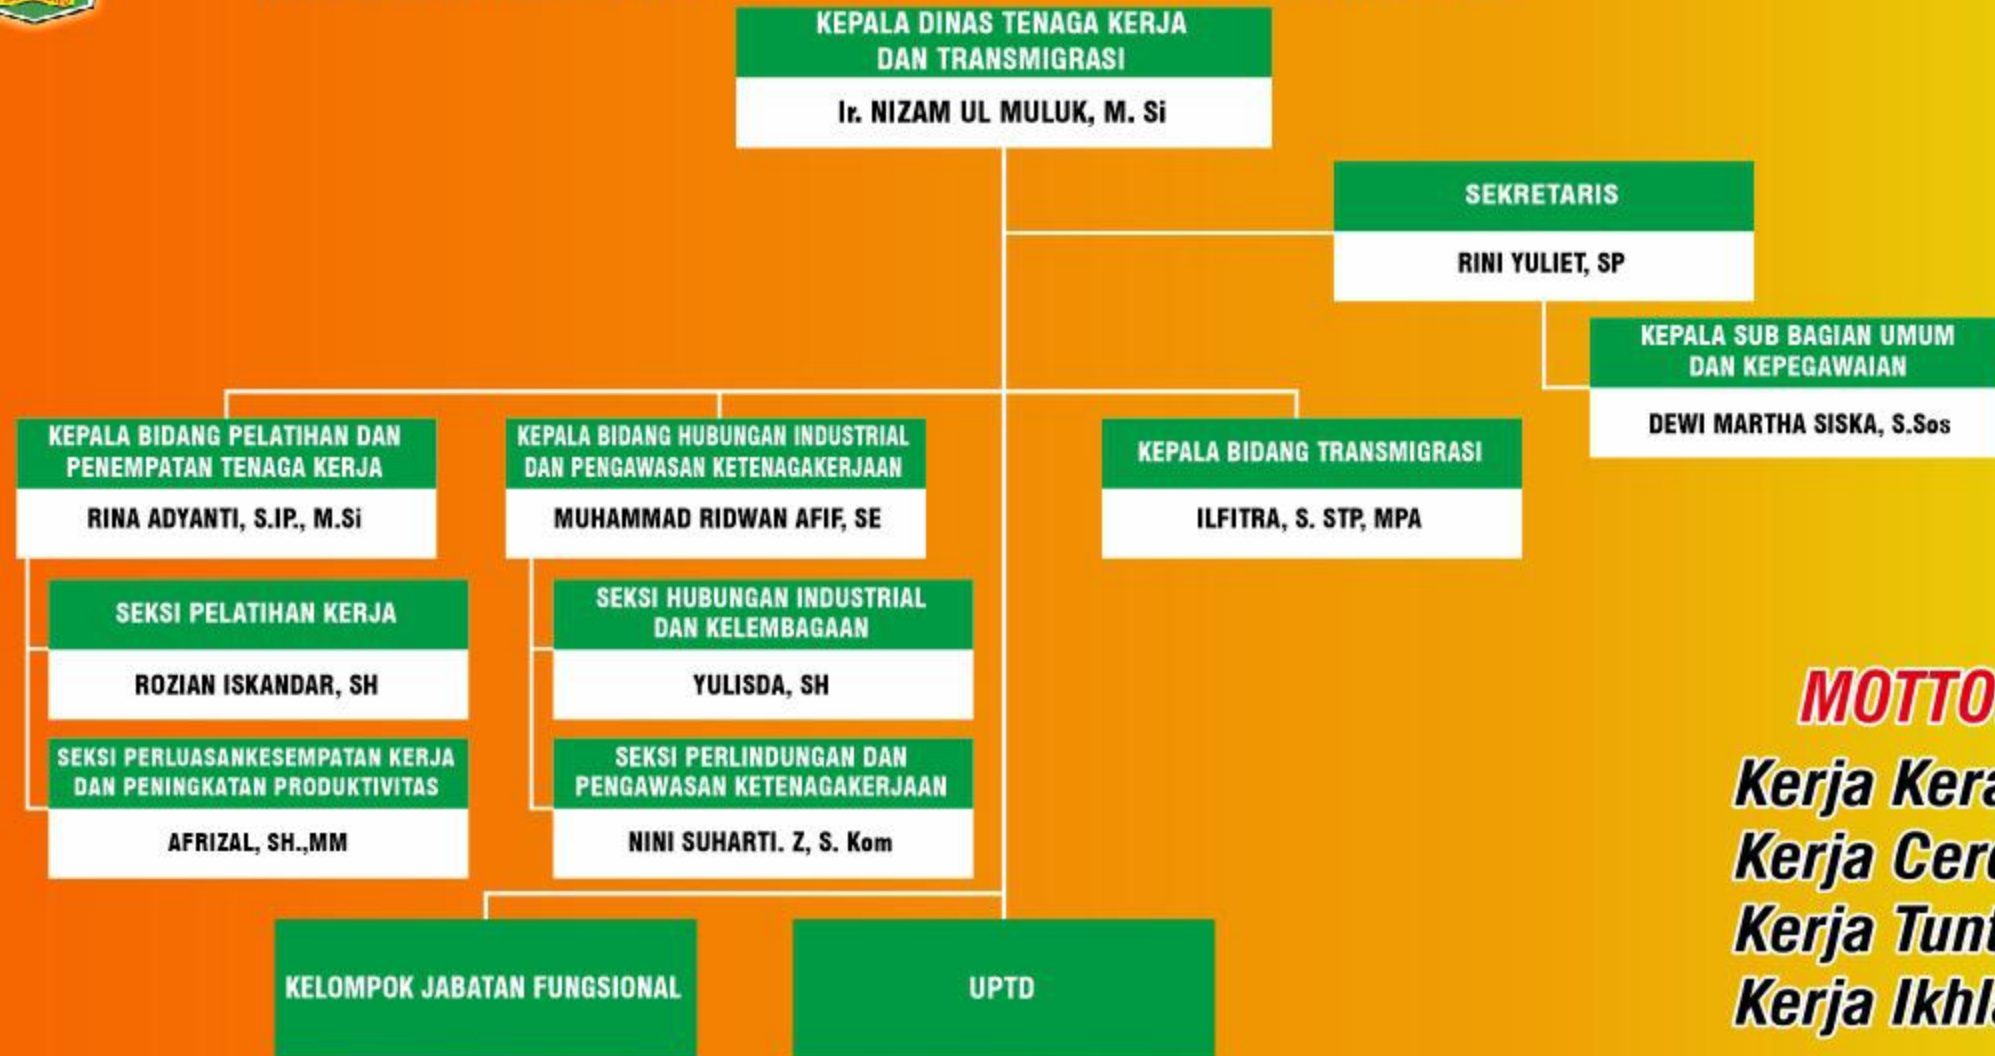 KEPALA DINAS TENAGA KERJA
DAN TRANSMIGRASI
Ir. NIZAM UL MULUK, M. Si
SEKRETARIS
RINI YULIET, SP
KEPALA SUB BAGIAN UMUM
DAN KEPEGAWAIAN
DEWI MARTHA SISKA, S.Sos
KEPALA BIDANG PELATIHAN DAN
PENEMPATAN TENAGA KERJA
RINA ADYANTI, S.IP., M.Si
KEPALA BIDANG HUBUNGAN INDUSTRIAL
DAN PENGAWASAN KETENAGAKERJAAN
MUHAMMAD RIDWAN AFIF, SE
KEPALA BIDANG TRANSMIGRASI
ILFITRA, S. STP, MPA
SEKSI PELATIHAN KERJA
ROZIAN ISKANDAR, SH
SEKSI HUBUNGAN INDUSTRIAL
DAN KELEMBAGAAN
YULISDA, SH
SEKSI PERLUASANKESEMPATAN KERJA
DAN PENINGKATAN PRODUKTIVITAS
AFRIZAL, SH.,MM
SEKSI PERLINDUNGAN DAN
PENGAWASAN KETENAGAKERJAAN
NINI SUHARTI. Z, S. Kom
KELOMPOK JABATAN FUNGSIONAL
UPTD
MOTTO
Kerja
Kerja
Kerja
Kerja